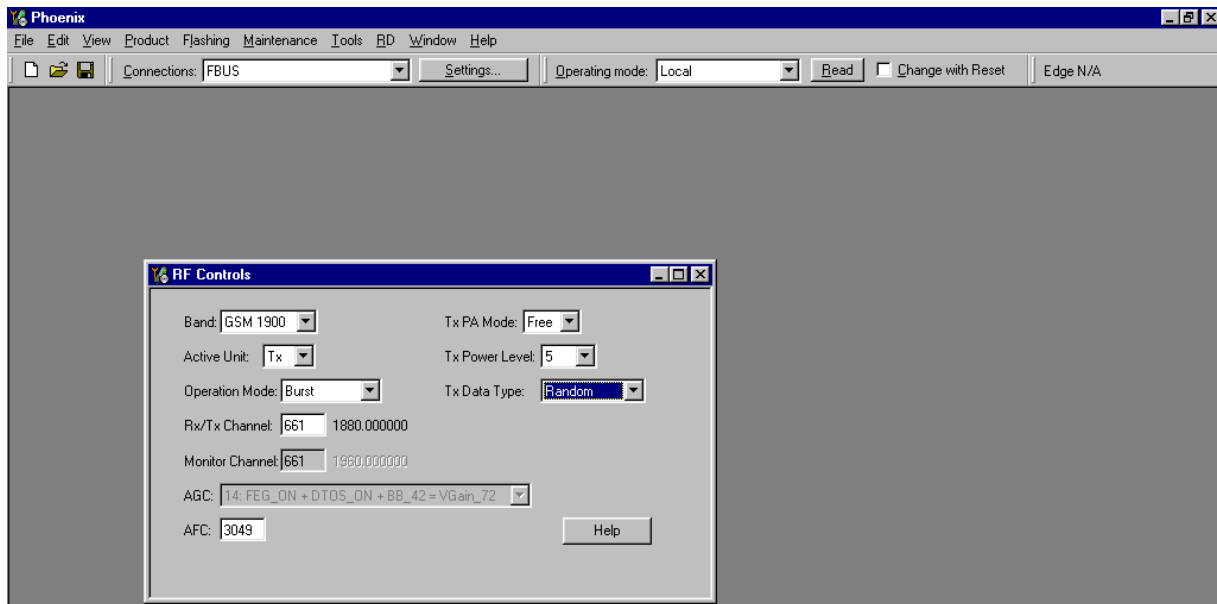 Phoenix
File Edit View Product Flashing Maintenance Tools RD Window Help
Connections: FBUS Settings... Operating mode: Local Read Change with Reset Edge N/A
RF Controls
Band: GSM 1900 Tx PA Mode: Free
Active Unit: Tx Tx Power Level: 5
Operation Mode: Burst Tx Data Type: Random
Rx/Tx Channel: 661 1880.000000
Monitor Channel: 661 1960.000000
AGC: 14: FEG_ON + DTOS_ON + BB_42 = VGain_72
AFC: 3049 Help